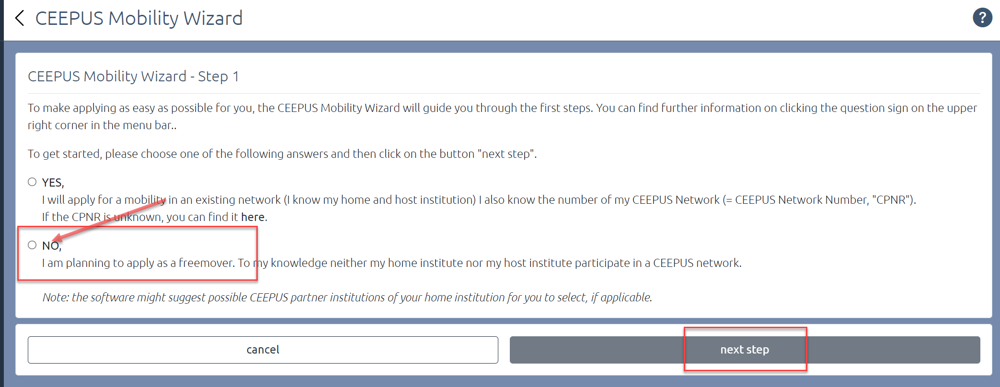 CEEPUS Mobility Wizard
?
CEEPUS Mobility Wizard - Step 1
To make applying as easy as possible for you, the CEEPUS Mobility Wizard will guide you through the first steps. You can find further information on clicking the question sign on the upper
right corner in the menu bar..
To get started, please choose one of the following answers and then click on the button "next step".
YES,
I will apply for a mobility in an existing network (I know my home and host institution) I also know the number of my CEEPUS Network (= CEEPUS Network Number, "CPNR").
If the CPNR is unknown, you can find it here.
NO,
I am planning to apply as a freemover. To my knowledge neither my home institute nor my host institute participate in a CEEPUS network.
Note: the software might suggest possible CEEPUS partner institutions of your home institution for you to select, if applicable.
cancel
next step